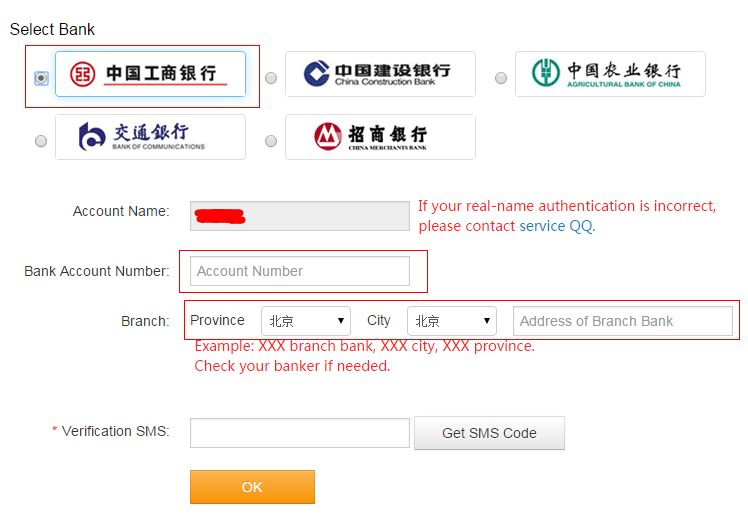 Select Bank
中国工商银行
中国建设银行
China Construction Bank
中国农业银行
AGRICULTURAL BANK OF CHINA
交通銀行
BANK OF COMMUNICATIONS
招商银行
CHINA MERCHANTS BANK
Account Name:
If your real-name authentication is incorrect,
please contact service QQ.
Bank Account Number: Account Number
Branch: Province 北京 City 北京 Address of Branch Bank
Example: XXX branch bank, XXX city, XXX province.
Check your banker if needed.
* Verification SMS: Get SMS Code
OK